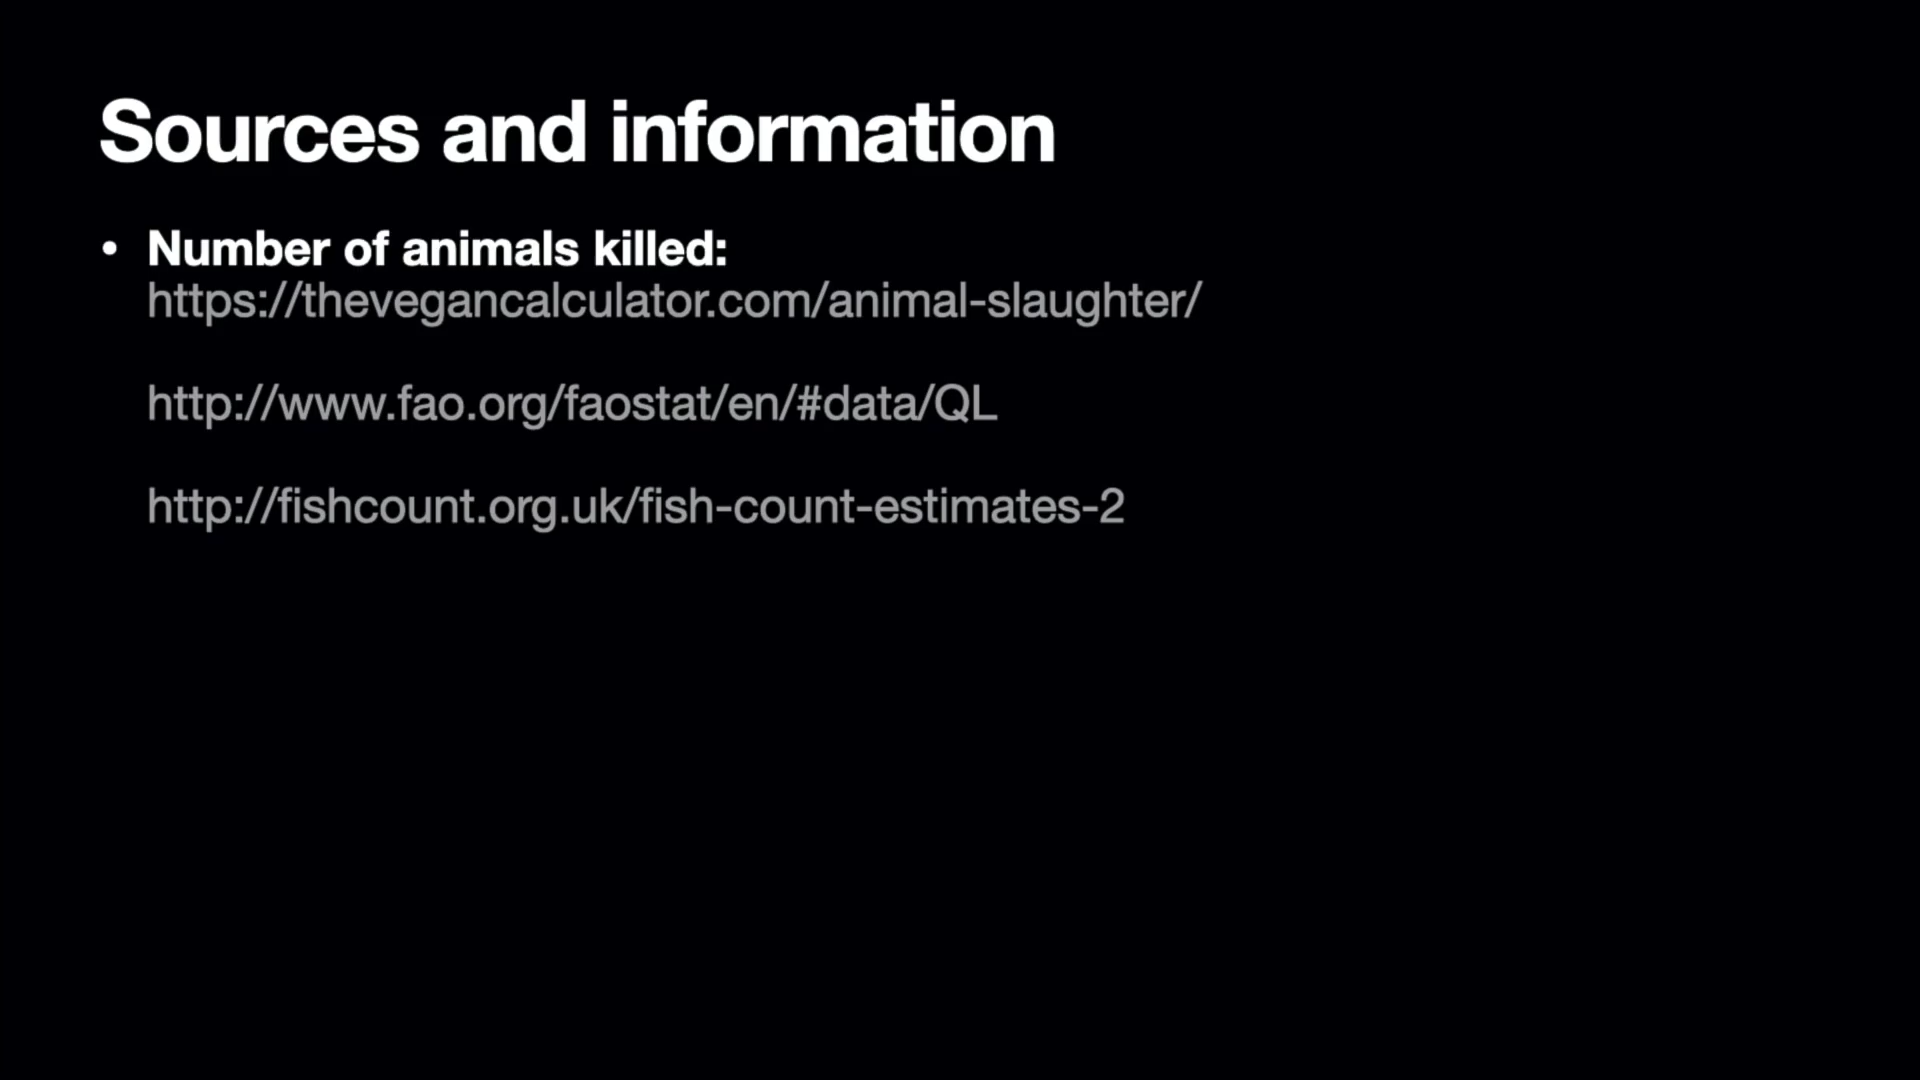 Sources and information
• Number of animals killed:
https://thevegancalculator.com/animal-slaughter/
http://www.fao.org/faostat/en/#data/QL
http://fishcount.org.uk/fish-count-estimates-2